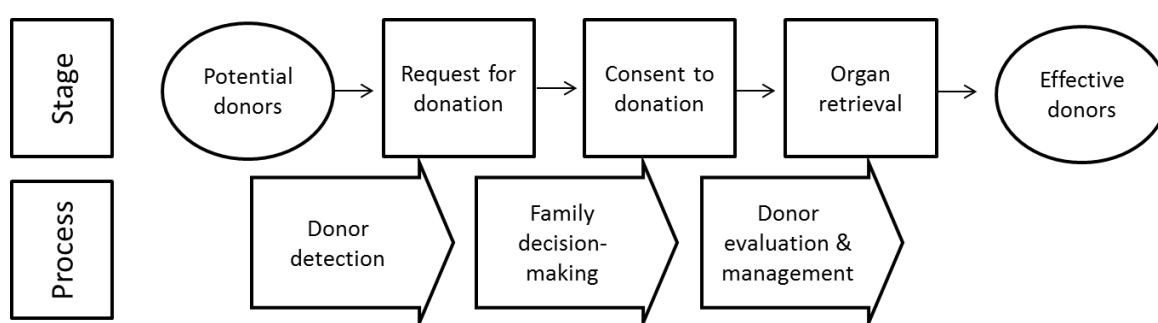 Stage
Potential
donors
Request for
donation
Consent to
donation
Organ
retrieval
Effective
donors
Process
Donor
detection
Family
decision-
making
Donor
evaluation &
management